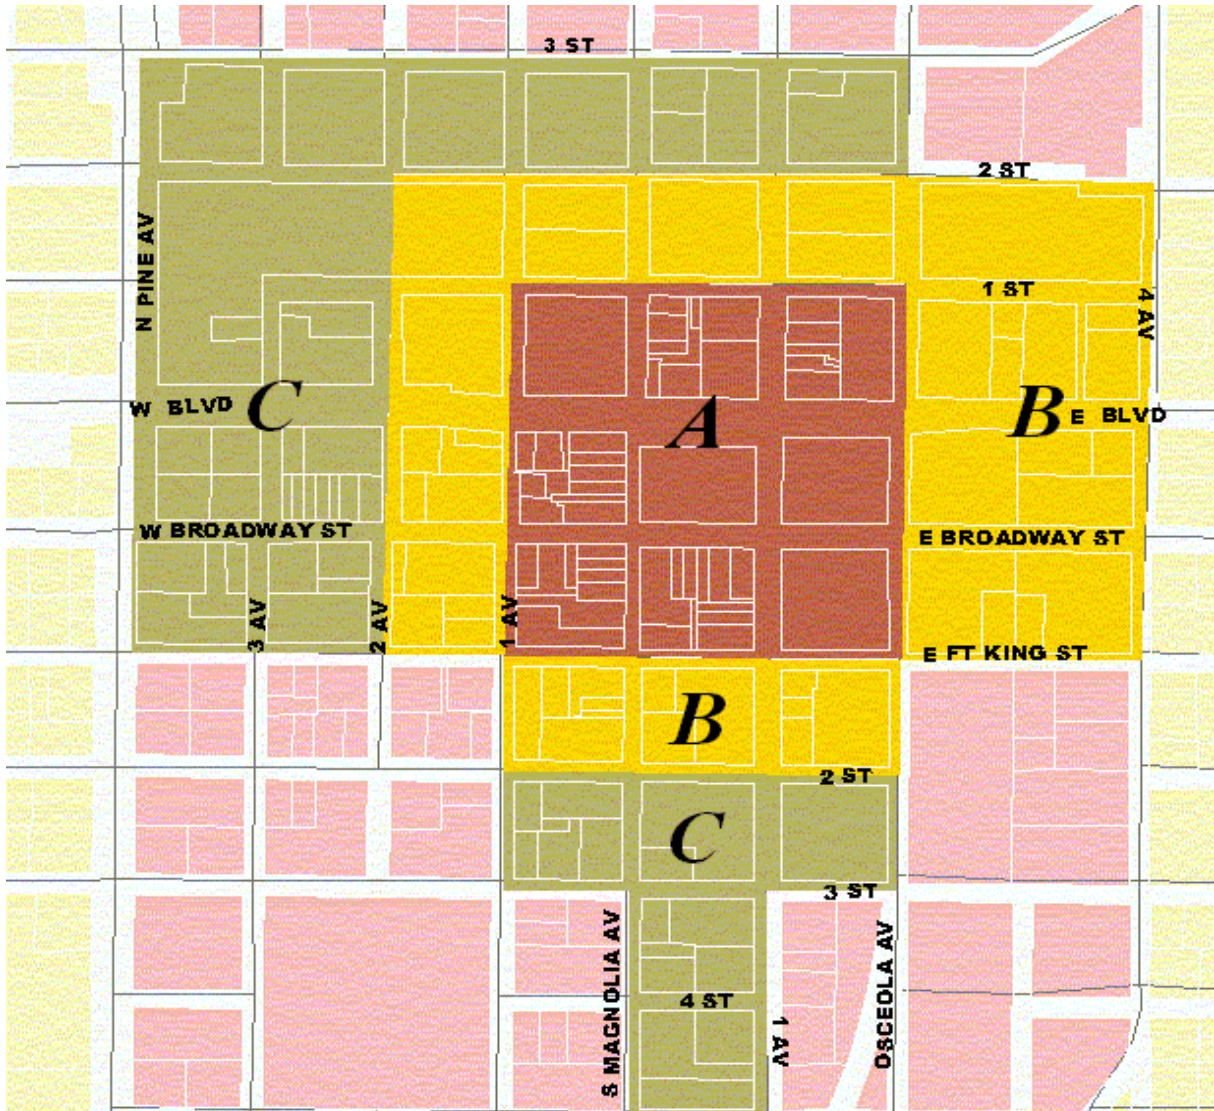 3 ST
2 ST
N PINE AV
1 ST
4 AV
W BLVD
C
A
B
E BLVD
W BROADWAY ST
E BROADWAY ST
3 AV
2 AV
1 AV
E FT KING ST
B
2 ST
C
3 ST
S MAGNOLIA AV
4 ST
1 AV
OSCEOLA AV